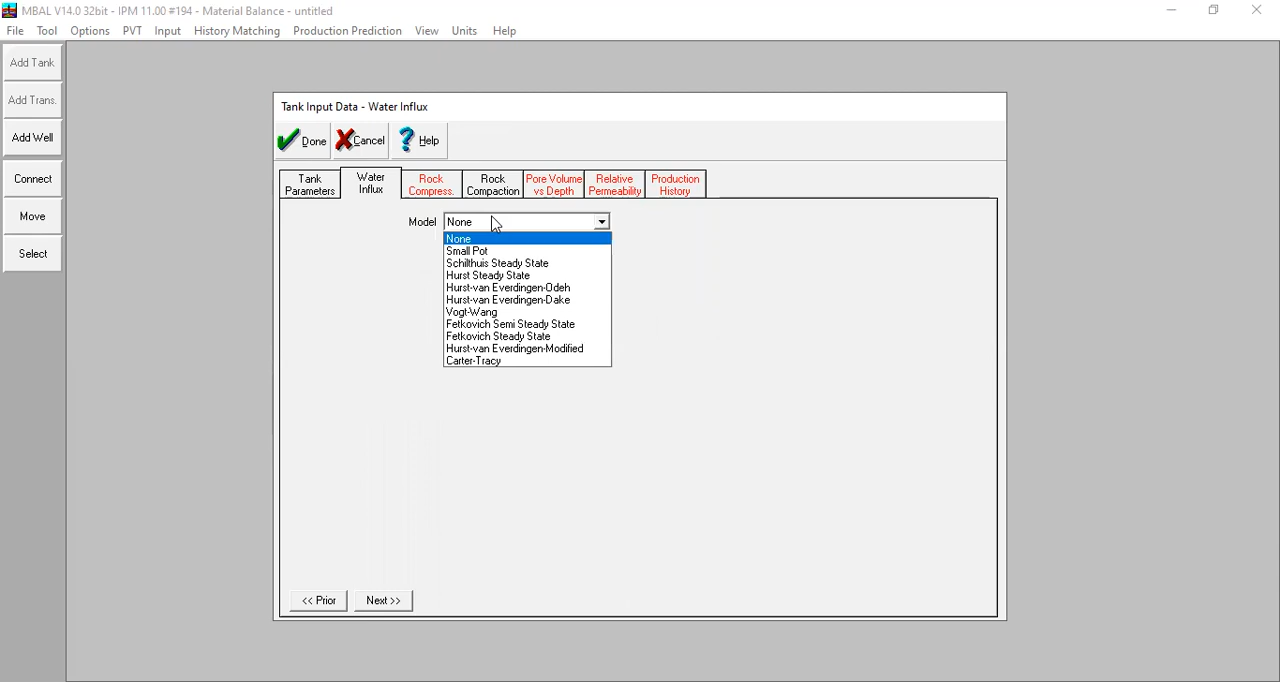 MBAL V14.0 32bit - IPM 11.00 #194 - Material Balance - untitled
File Tool Options PVT Input History Matching Production Prediction View Units Help
Add Tank
Add Trans.
Add Well
Connect
Move
Select
Tank Input Data - Water Influx
Done Cancel Help
Tank Parameters
Water Influx
Rock Compress.
Rock Compaction
Pore Volume vs Depth
Relative Permeability
Production History
Model None
None
Small Pot
Schilthuis Steady State
Hurst Steady State
Hurst-van Everdingen-Odeh
Hurst-van Everdingen-Dake
Vogt-Wang
Fetkovich Semi Steady State
Fetkovich Steady State
Hurst-van Everdingen-Modified
Carter-Tracy
<< Prior Next >>